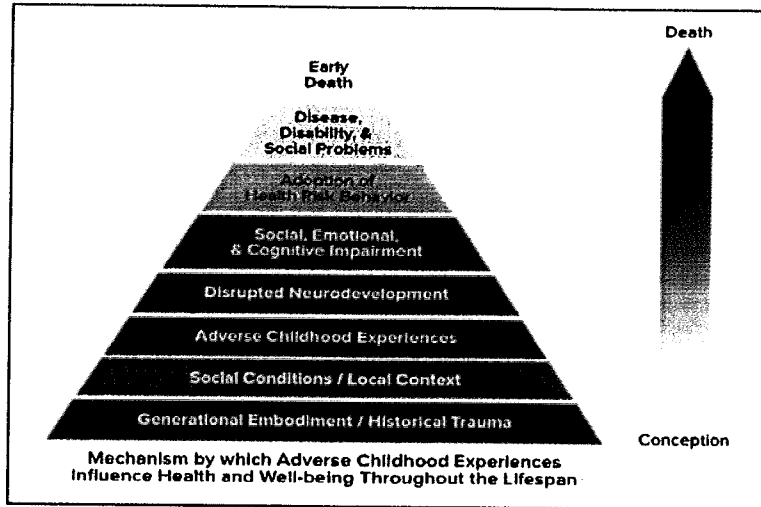 Death
Early
Death
Disease,
Disability, &
Social Problems
Adoption of
Health Risk Behavior
Social, Emotional,
& Cognitive Impairment
Disrupted Neurodevelopment
Adverse Childhood Experiences
Social Conditions / Local Context
Generational Embodiment / Historical Trauma
Conception
Mechanism by which Adverse Childhood Experiences
Influence Health and Well-being Throughout the Lifespan